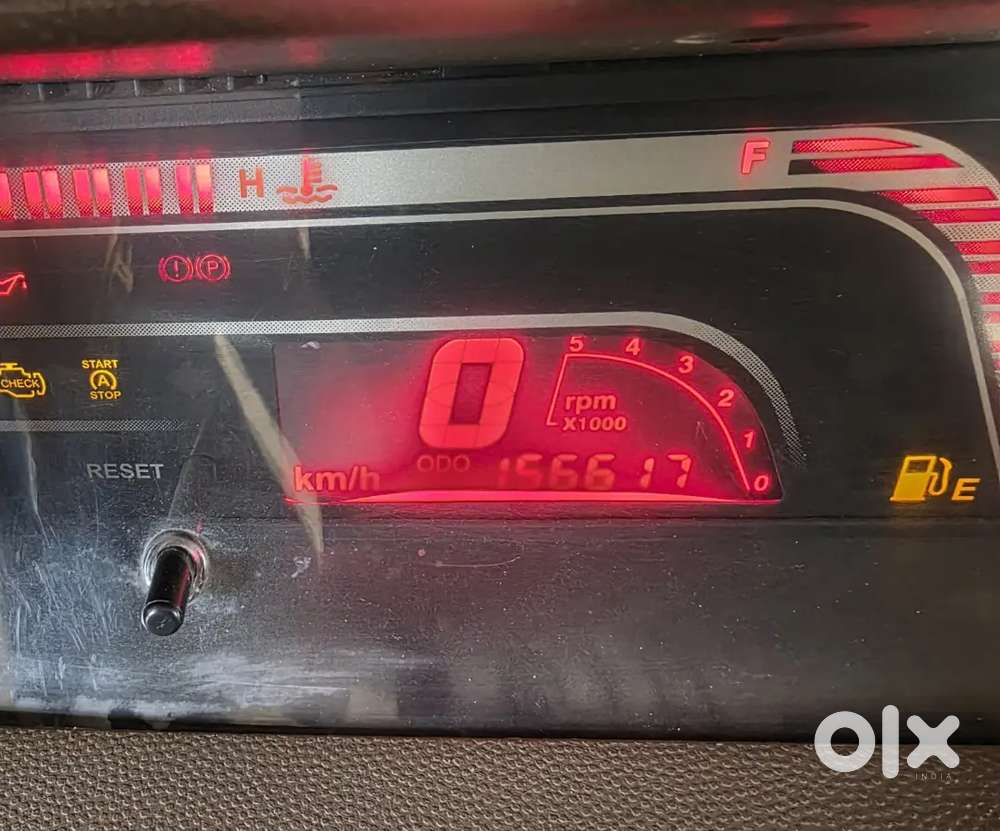 H
F
CHECK
START
A
STOP
RESET
0
km/h
ODO 156617
5 4 3 2 1 0
rpm
X1000
E
olx
INDIA